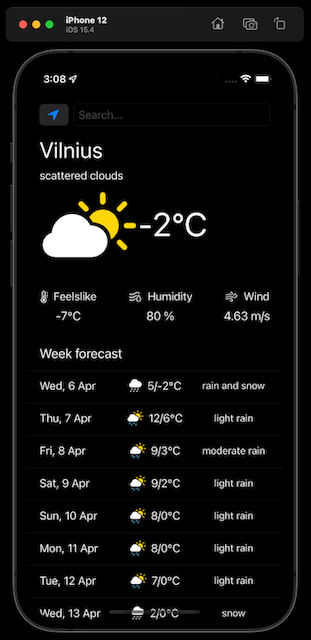 iPhone 12
iOS 15.4
3:08
Search...
Vilnius
scattered clouds
-2°C
Feelslike Humidity Wind
-7°C 80 % 4.63 m/s
Week forecast
Wed, 6 Apr 5/-2°C rain and snow
Thu, 7 Apr 12/6°C light rain
Fri, 8 Apr 9/3°C moderate rain
Sat, 9 Apr 9/2°C light rain
Sun, 10 Apr 8/0°C light rain
Mon, 11 Apr 8/0°C light rain
Tue, 12 Apr 7/0°C light rain
Wed, 13 Apr 2/0°C snow